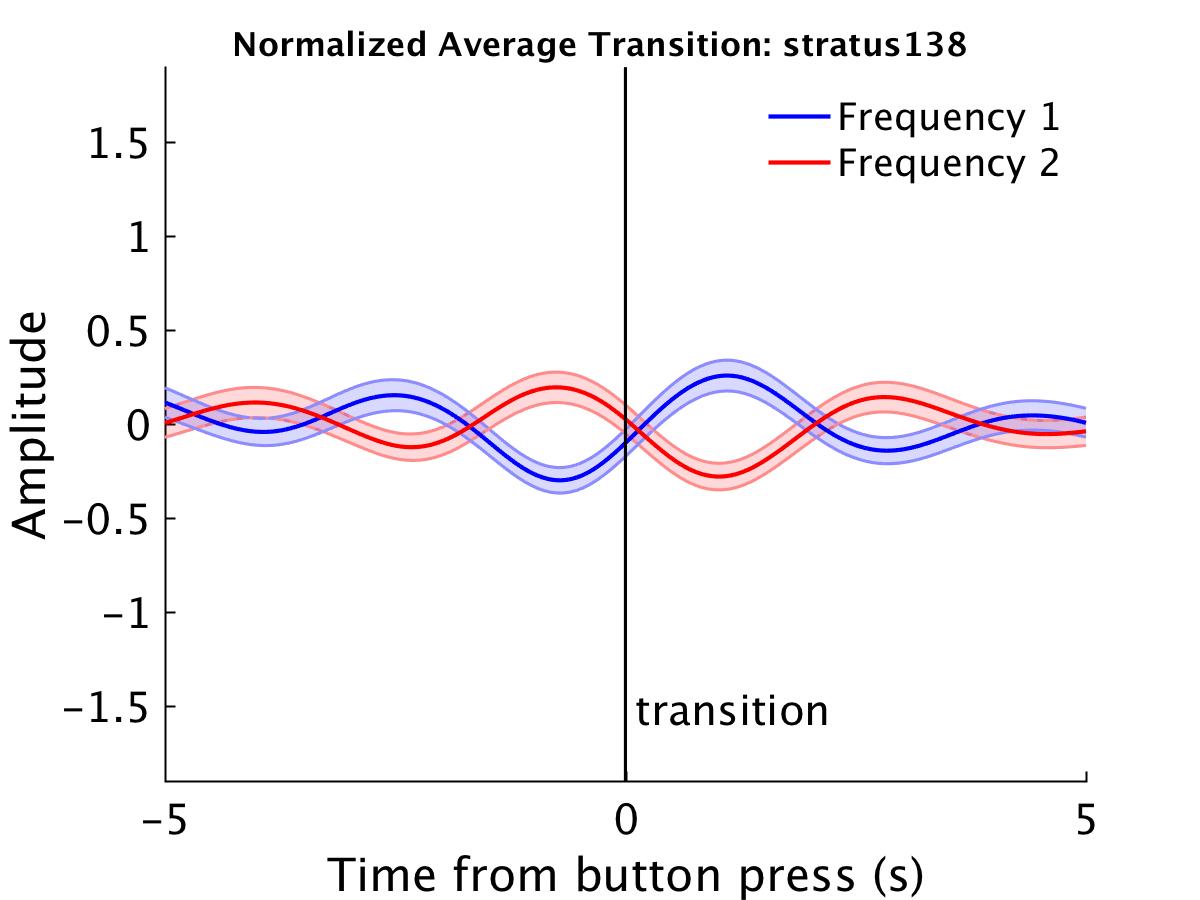 Normalized Average Transition: stratus138
Frequency 1
Frequency 2
1.5
1
0.5
0
−0.5
−1
−1.5
Amplitude
transition
−5
0
5
Time from button press (s)